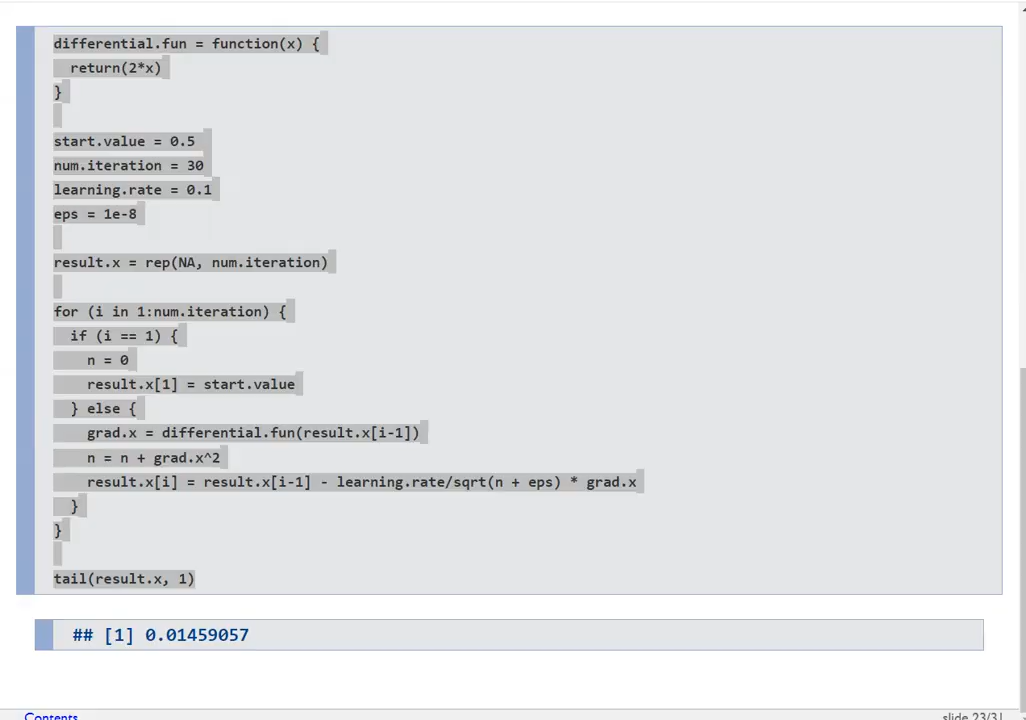 differential.fun = function(x) {
  return(2*x)
}
start.value = 0.5
num.iteration = 30
learning.rate = 0.1
eps = 1e-8
result.x = rep(NA, num.iteration)
for (i in 1:num.iteration) {
  if (i == 1) {
    n = 0
    result.x[1] = start.value
  } else {
    grad.x = differential.fun(result.x[i-1])
    n = n + grad.x^2
    result.x[i] = result.x[i-1] - learning.rate/sqrt(n + eps) * grad.x
  }
}
tail(result.x, 1)
## [1] 0.01459057
Contents slide 23/31